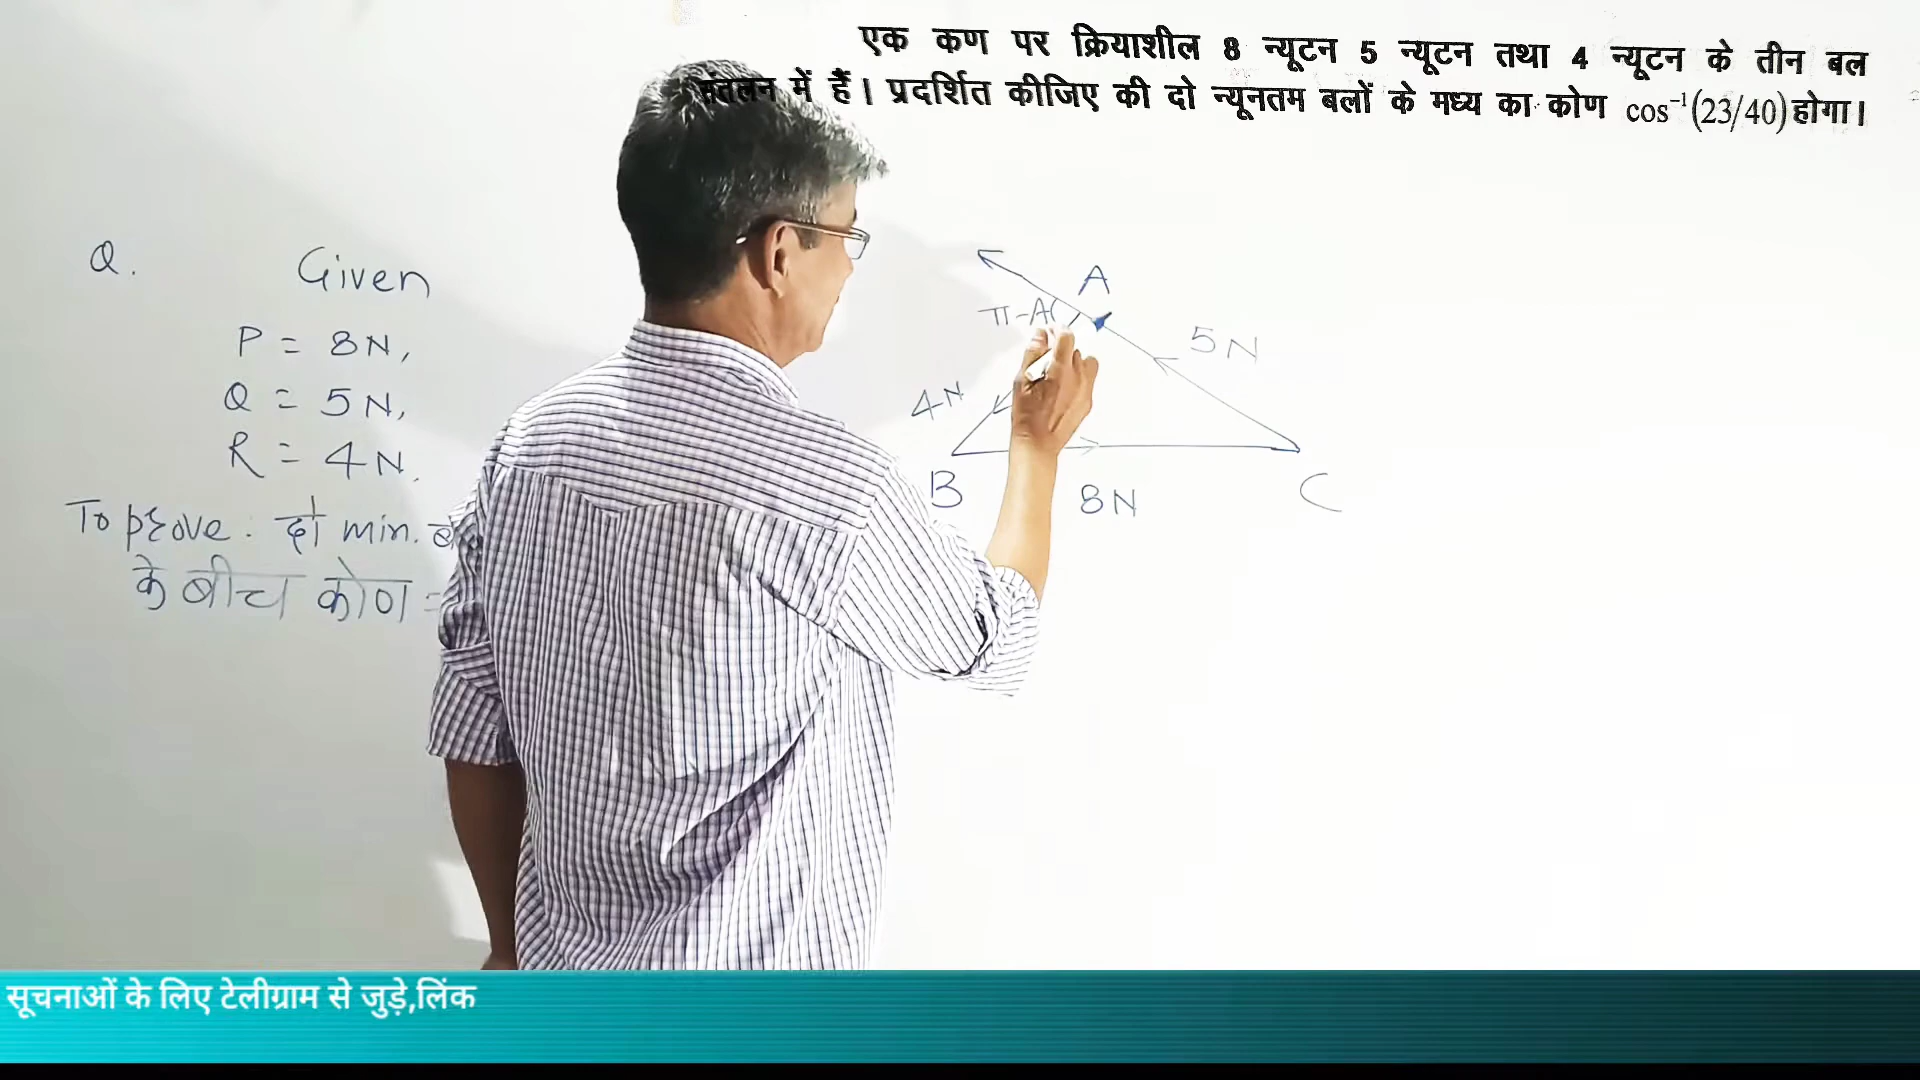 एक कण पर क्रियाशील 8 न्यूटन 5 न्यूटन तथा 4 न्यूटन के तीन बल
में हैं। प्रदर्शित कीजिए की दो न्यूनतम बलों के मध्य का कोण cos⁻¹(23/40) होगा।
Q. Given
P = 8N,
Q = 5N,
R = 4N.
To prove. दो min.
के बीच कोण =
A
π-A
5N
4N
B
8N
C
सूचनाओं के लिए टेलीग्राम से जुड़े,लिंक